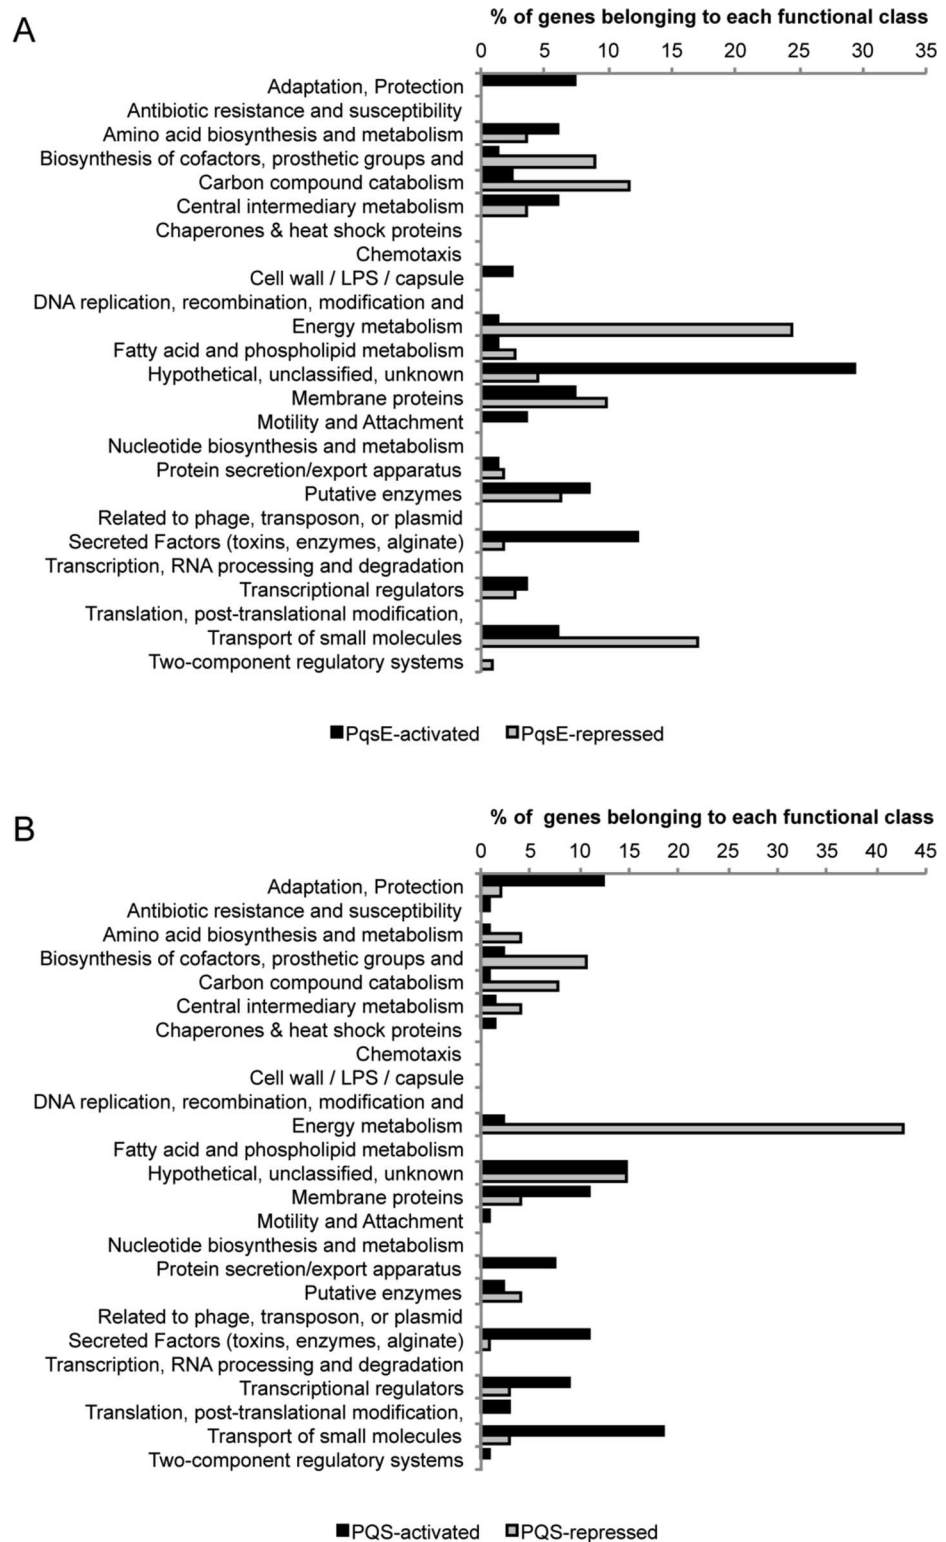 A
% of genes belonging to each functional class
0 5 10 15 20 25 30 35
Adaptation, Protection
Antibiotic resistance and susceptibility
Amino acid biosynthesis and metabolism
Biosynthesis of cofactors, prosthetic groups and
Carbon compound catabolism
Central intermediary metabolism
Chaperones & heat shock proteins
Chemotaxis
Cell wall / LPS / capsule
DNA replication, recombination, modification and
Energy metabolism
Fatty acid and phospholipid metabolism
Hypothetical, unclassified, unknown
Membrane proteins
Motility and Attachment
Nucleotide biosynthesis and metabolism
Protein secretion/export apparatus
Putative enzymes
Related to phage, transposon, or plasmid
Secreted Factors (toxins, enzymes, alginate)
Transcription, RNA processing and degradation
Transcriptional regulators
Translation, post-translational modification,
Transport of small molecules
Two-component regulatory systems
PqsE-activated PqsE-repressed
B
% of genes belonging to each functional class
0 5 10 15 20 25 30 35 40 45
Adaptation, Protection
Antibiotic resistance and susceptibility
Amino acid biosynthesis and metabolism
Biosynthesis of cofactors, prosthetic groups and
Carbon compound catabolism
Central intermediary metabolism
Chaperones & heat shock proteins
Chemotaxis
Cell wall / LPS / capsule
DNA replication, recombination, modification and
Energy metabolism
Fatty acid and phospholipid metabolism
Hypothetical, unclassified, unknown
Membrane proteins
Motility and Attachment
Nucleotide biosynthesis and metabolism
Protein secretion/export apparatus
Putative enzymes
Related to phage, transposon, or plasmid
Secreted Factors (toxins, enzymes, alginate)
Transcription, RNA processing and degradation
Transcriptional regulators
Translation, post-translational modification,
Transport of small molecules
Two-component regulatory systems
PQS-activated PQS-repressed